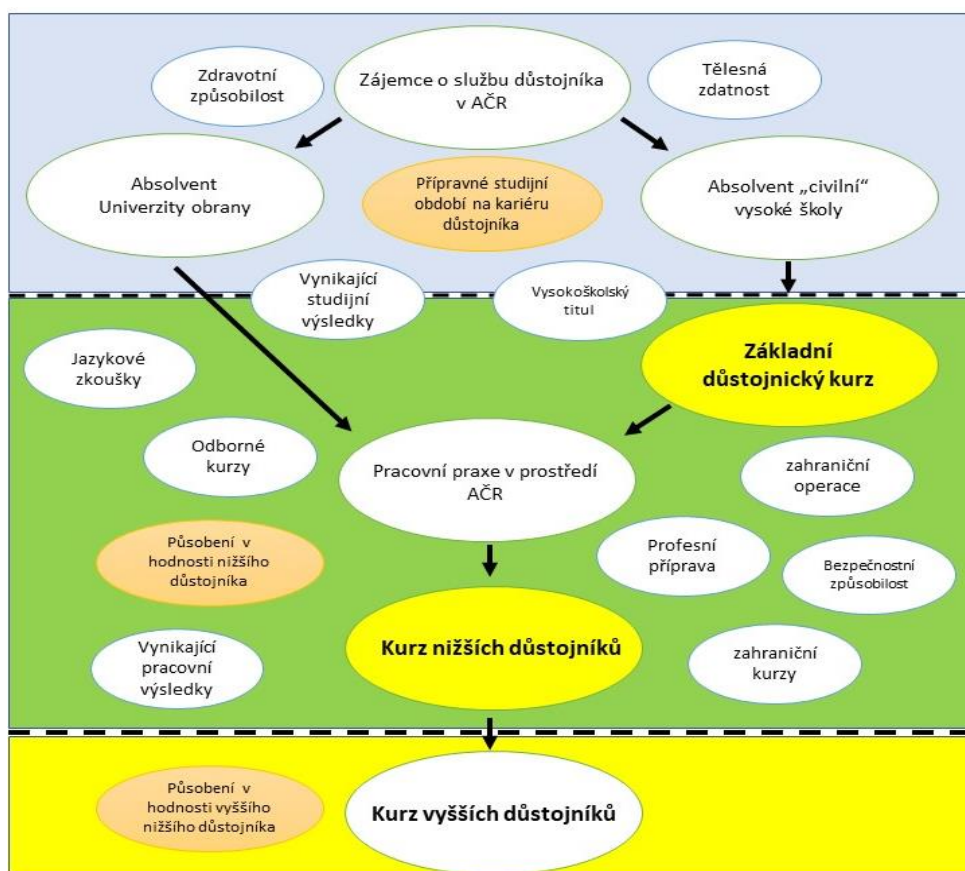 Zdravotní
způsobilost
Zájemce o službu důstojníka
v AČR
Tělesná
zdatnost
Absolvent
Univerzity obrany
Přípravné studijní
období na kariéru
důstojníka
Absolvent „civilní“
vysoké školy
Vynikající
studijní
výsledky
Vysokoškolský
titul
Základní
důstojnický kurz
Jazykové
zkoušky
Odborné
kurzy
Pracovní praxe v prostředí
AČR
zahraniční
operace
Působení v
hodnosti nižšího
důstojníka
Profesní
příprava
Bezpečnostní
způsobilost
Vynikající
pracovní
výsledky
Kurz nižších důstojníků
zahraniční
kurzy
Působení v
hodnosti vyššího
nižšího důstojníka
Kurz vyšších důstojníků